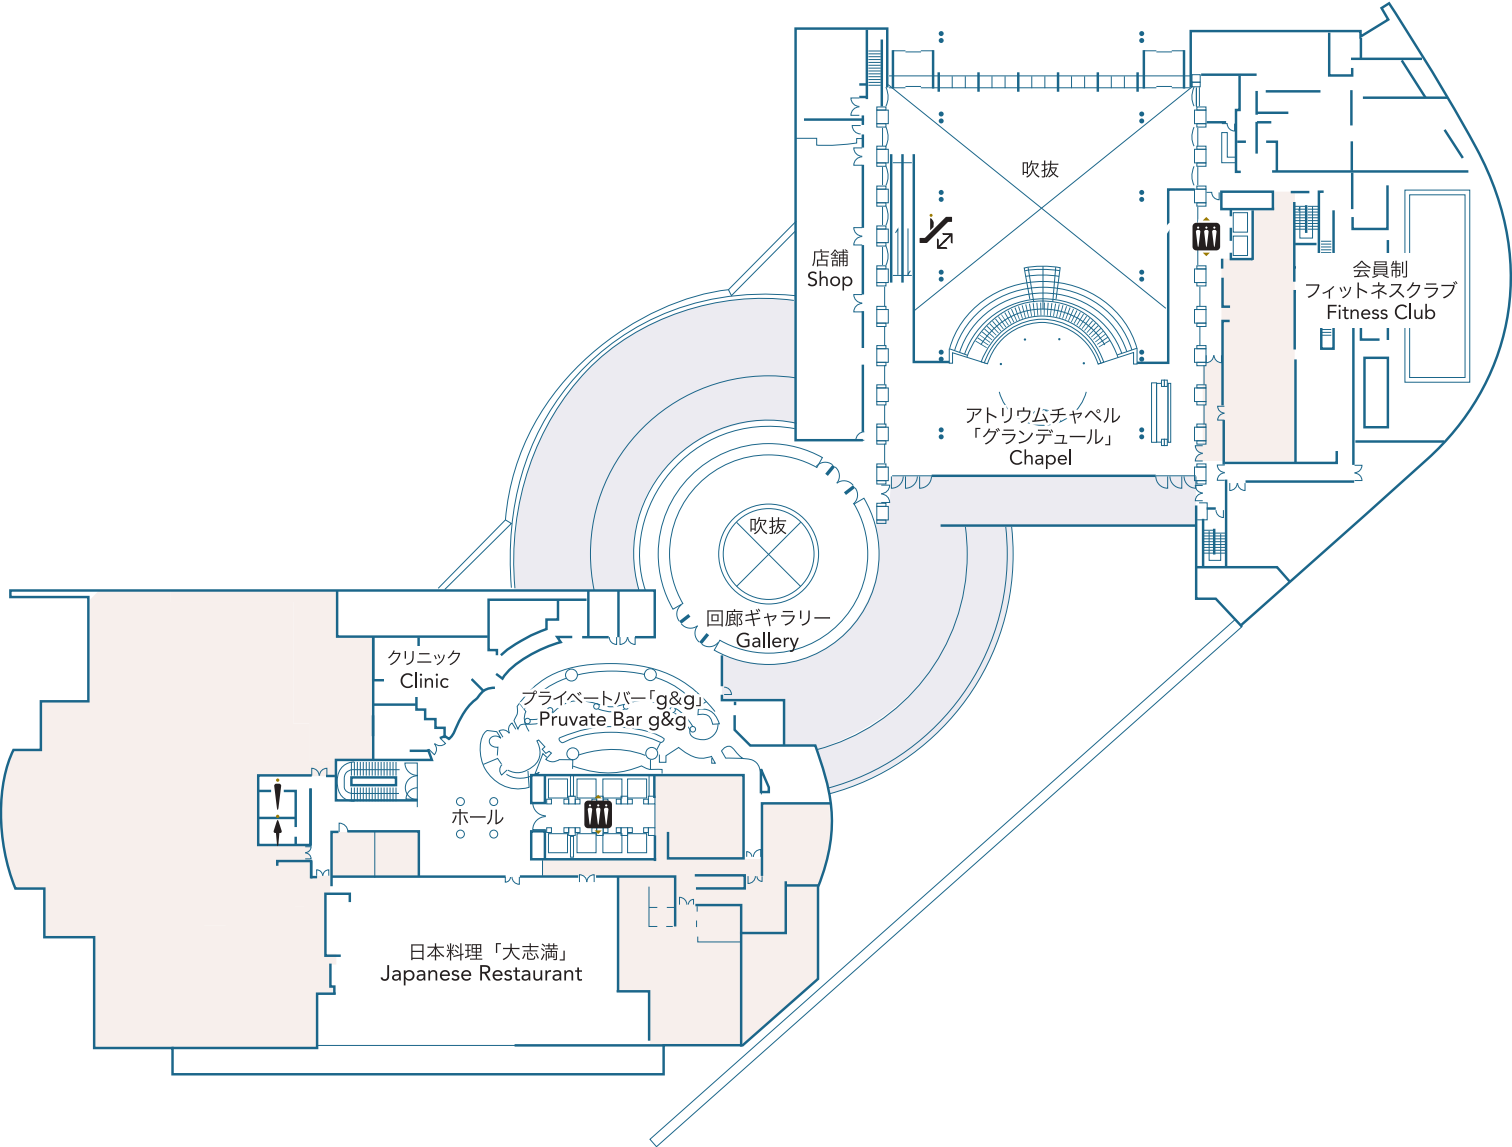 吹抜
店舗
Shop
会員制
フィットネスクラブ
Fitness Club
アトリウムチャペル
「グランデュール」
Chapel
吹抜
回廊ギャラリー
Gallery
クリニック
Clinic
プライベートバー「g&g」
Pruvate Bar g&g
ホール
日本料理「大志満」
Japanese Restaurant